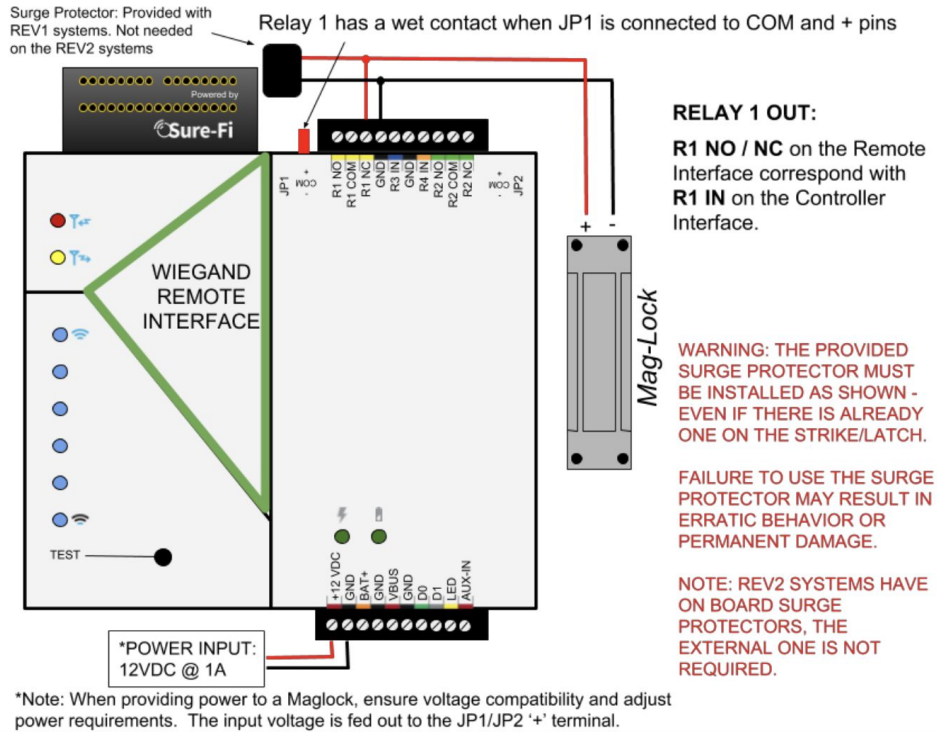 Surge Protector: Provided with
REV1 systems. Not needed
on the REV2 systems
Relay 1 has a wet contact when JP1 is connected to COM and + pins
Powered by
Sure-Fi
RELAY 1 OUT:
R1 NO / NC on the Remote
Interface correspond with
R1 IN on the Controller
Interface.
JP1
+
COM
-
R1 NO
R1 COM
R1 NC
GND
R3 IN
GND
R4 IN
R2 NO
R2 COM
R2 NC
+
COM
-
JP2
+ -
WIEGAND
REMOTE
INTERFACE
Mag-Lock
WARNING: THE PROVIDED
SURGE PROTECTOR MUST
BE INSTALLED AS SHOWN -
EVEN IF THERE IS ALREADY
ONE ON THE STRIKE/LATCH.
FAILURE TO USE THE SURGE
PROTECTOR MAY RESULT IN
ERRATIC BEHAVIOR OR
PERMANENT DAMAGE.
NOTE: REV2 SYSTEMS HAVE
ON BOARD SURGE
PROTECTORS, THE
EXTERNAL ONE IS NOT
REQUIRED.
TEST
+12 VDC
GND
BAT+
GND
VBUS
GND
D0
D1
LED
AUX-IN
*POWER INPUT:
12VDC @ 1A
*Note: When providing power to a Maglock, ensure voltage compatibility and adjust
power requirements. The input voltage is fed out to the JP1/JP2 ‘+’ terminal.